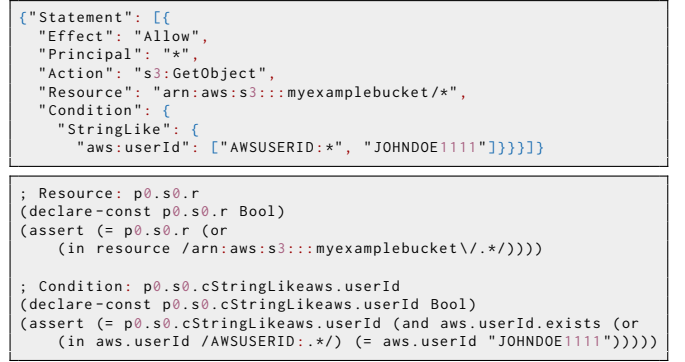 {"Statement": [{
  "Effect": "Allow",
  "Principal": "*",
  "Action": "s3:GetObject",
  "Resource": "arn:aws:s3:::myexamplebucket/*",
  "Condition": {
    "StringLike": {
      "aws:userId": ["AWSUSERID:*", "JOHNDOE1111"]}}}]}
; Resource: p0.s0.r
(declare-const p0.s0.r Bool)
(assert (= p0.s0.r (or
    (in resource /arn:aws:s3:::myexamplebucket\/.*/))))
; Condition: p0.s0.cStringLikeaws.userId
(declare-const p0.s0.cStringLikeaws.userId Bool)
(assert (= p0.s0.cStringLikeaws.userId (and aws.userId.exists (or
    (in aws.userId /AWSUSERID:.*/) (= aws.userId "JOHNDOE1111")))))